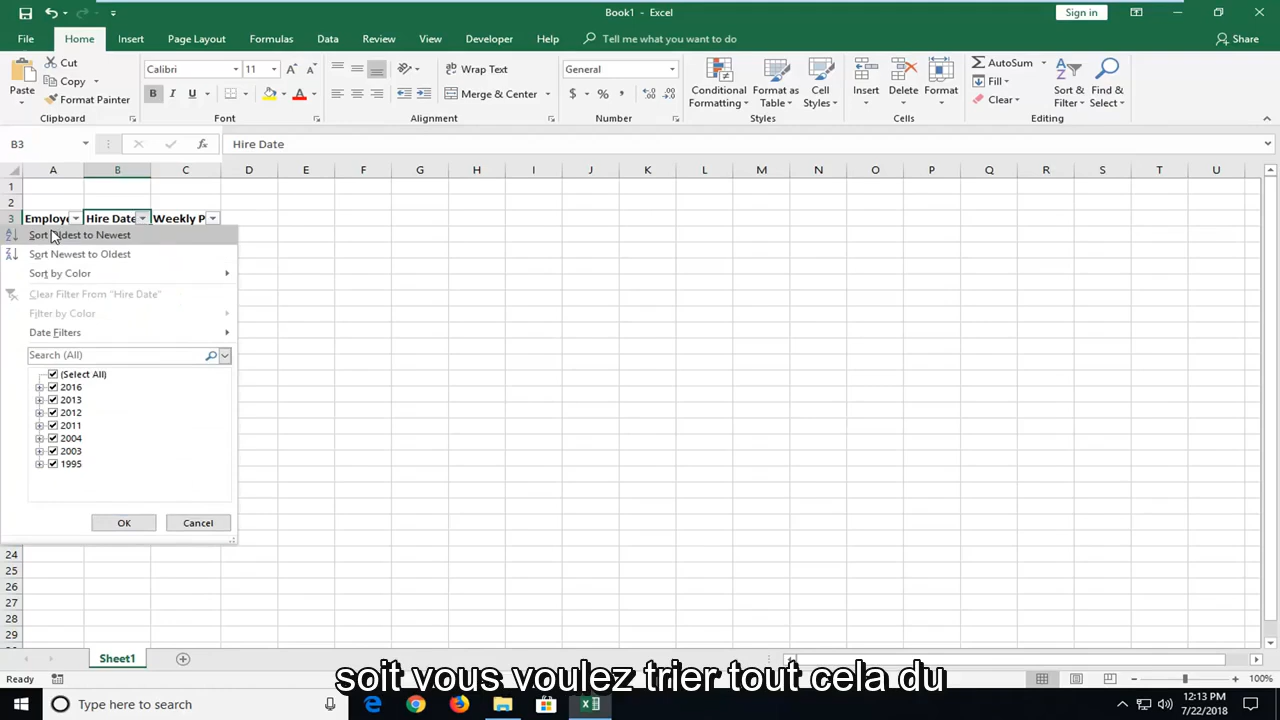 Book1 - Excel
Sign in
File Home Insert Page Layout Formulas Data Review View Developer Help Tell me what you want to do Share
Paste Cut Copy Format Painter Clipboard
Calibri 11 B I U A Font
Wrap Text Merge & Center Alignment
General $ % , Number
Conditional Formatting Format as Table Cell Styles Styles
Insert Delete Format Cells
AutoSum Fill Clear Sort & Filter Find & Select Editing
B3 fx Hire Date
A B C D E F G H I J K L M N O P Q R S T U
1
2
3 Employe Hire Date Weekly P
Sort Oldest to Newest
Sort Newest to Oldest
Sort by Color
Clear Filter From "Hire Date"
Filter by Color
Date Filters
Search (All)
(Select All)
2016
2013
2012
2011
2004
2003
1995
OK Cancel
24
25
26
27
28
29
Sheet1
soit vous voulez trier tout cela du
Ready 100%
Type here to search
12:13 PM
7/22/2018